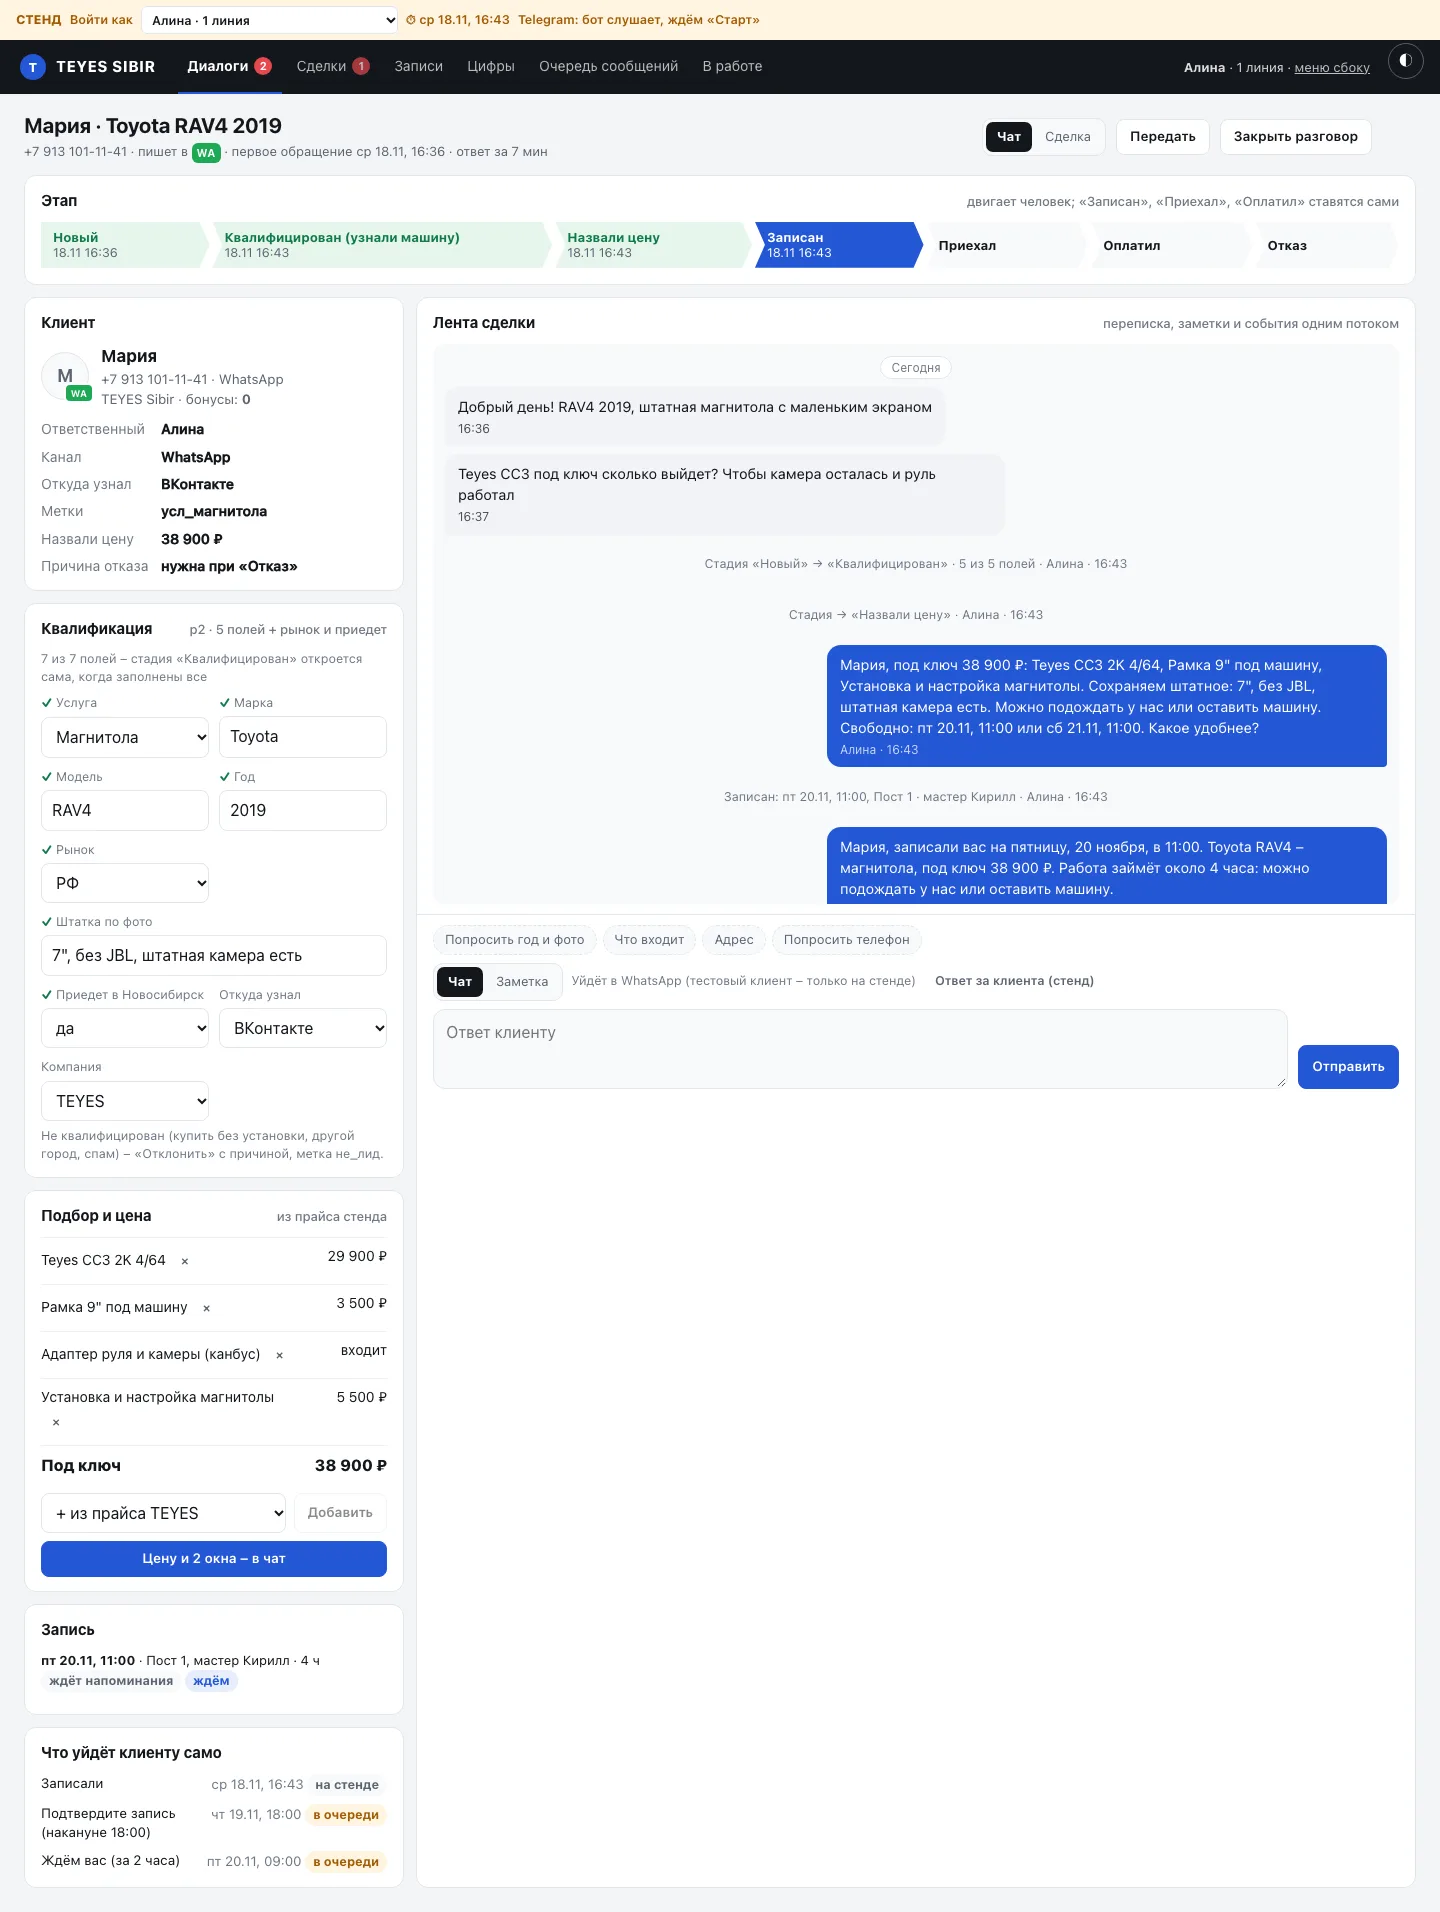 СТЕНД Войти как Алина · 1 линия ⏱ ср 18.11, 16:43 Telegram: бот слушает, ждём «Старт»
T TEYES SIBIR Диалоги 2 Сделки 1 Записи Цифры Очередь сообщений В работе Алина · 1 линия · меню сбоку
Мария · Toyota RAV4 2019
+7 913 101-11-41 · пишет в WA · первое обращение ср 18.11, 16:36 · ответ за 7 мин
Чат Сделка Передать Закрыть разговор
Этап
двигает человек; «Записан», «Приехал», «Оплатил» ставятся сами
Новый
18.11 16:36
Квалифицирован (узнали машину)
18.11 16:43
Назвали цену
18.11 16:43
Записан
18.11 16:43
Приехал
Оплатил
Отказ
Клиент
М
WA
Мария
+7 913 101-11-41 · WhatsApp
TEYES Sibir · бонусы: 0
Ответственный Алина
Канал WhatsApp
Откуда узнал ВКонтакте
Метки усл_магнитола
Назвали цену 38 900 ₽
Причина отказа нужна при «Отказ»
Квалификация р2 · 5 полей + рынок и приедет
7 из 7 полей – стадия «Квалифицирован» откроется
сама, когда заполнены все
✓ Услуга ✓ Марка
Магнитола Toyota
✓ Модель ✓ Год
RAV4 2019
✓ Рынок
РФ
✓ Штатка по фото
7", без JBL, штатная камера есть
✓ Приедет в Новосибирск Откуда узнал
да ВКонтакте
Компания
TEYES
Не квалифицирован (купить без установки, другой
город, спам) – «Отклонить» с причиной, метка не_лид.
Подбор и цена из прайса стенда
Teyes CC3 2K 4/64 × 29 900 ₽
Рамка 9" под машину × 3 500 ₽
Адаптер руля и камеры (канбус) × входит
Установка и настройка магнитолы 5 500 ₽
×
Под ключ 38 900 ₽
+ из прайса TEYES Добавить
Цену и 2 окна – в чат
Запись
пт 20.11, 11:00 · Пост 1, мастер Кирилл · 4 ч
ждёт напоминания ждём
Что уйдёт клиенту само
Записали ср 18.11, 16:43 на стенде
Подтвердите запись чт 19.11, 18:00 в очереди
(накануне 18:00)
Ждём вас (за 2 часа) пт 20.11, 09:00 в очереди
Лента сделки
переписка, заметки и события одним потоком
Сегодня
Добрый день! RAV4 2019, штатная магнитола с маленьким экраном
16:36
Teyes CC3 под ключ сколько выйдет? Чтобы камера осталась и руль
работал
16:37
Стадия «Новый» → «Квалифицирован» · 5 из 5 полей · Алина · 16:43
Стадия → «Назвали цену» · Алина · 16:43
Мария, под ключ 38 900 ₽: Teyes CC3 2K 4/64, Рамка 9" под машину,
Установка и настройка магнитолы. Сохраняем штатное: 7", без JBL,
штатная камера есть. Можно подождать у нас или оставить машину.
Свободно: пт 20.11, 11:00 или сб 21.11, 11:00. Какое удобнее?
Алина · 16:43
Записан: пт 20.11, 11:00, Пост 1 · мастер Кирилл · Алина · 16:43
Мария, записали вас на пятницу, 20 ноября, в 11:00. Toyota RAV4 –
магнитола, под ключ 38 900 ₽. Работа займёт около 4 часа: можно
подождать у нас или оставить машину.
Попросить год и фото Что входит Адрес Попросить телефон
Чат Заметка Уйдёт в WhatsApp (тестовый клиент – только на стенде) Ответ за клиента (стенд)
Ответ клиенту
Отправить